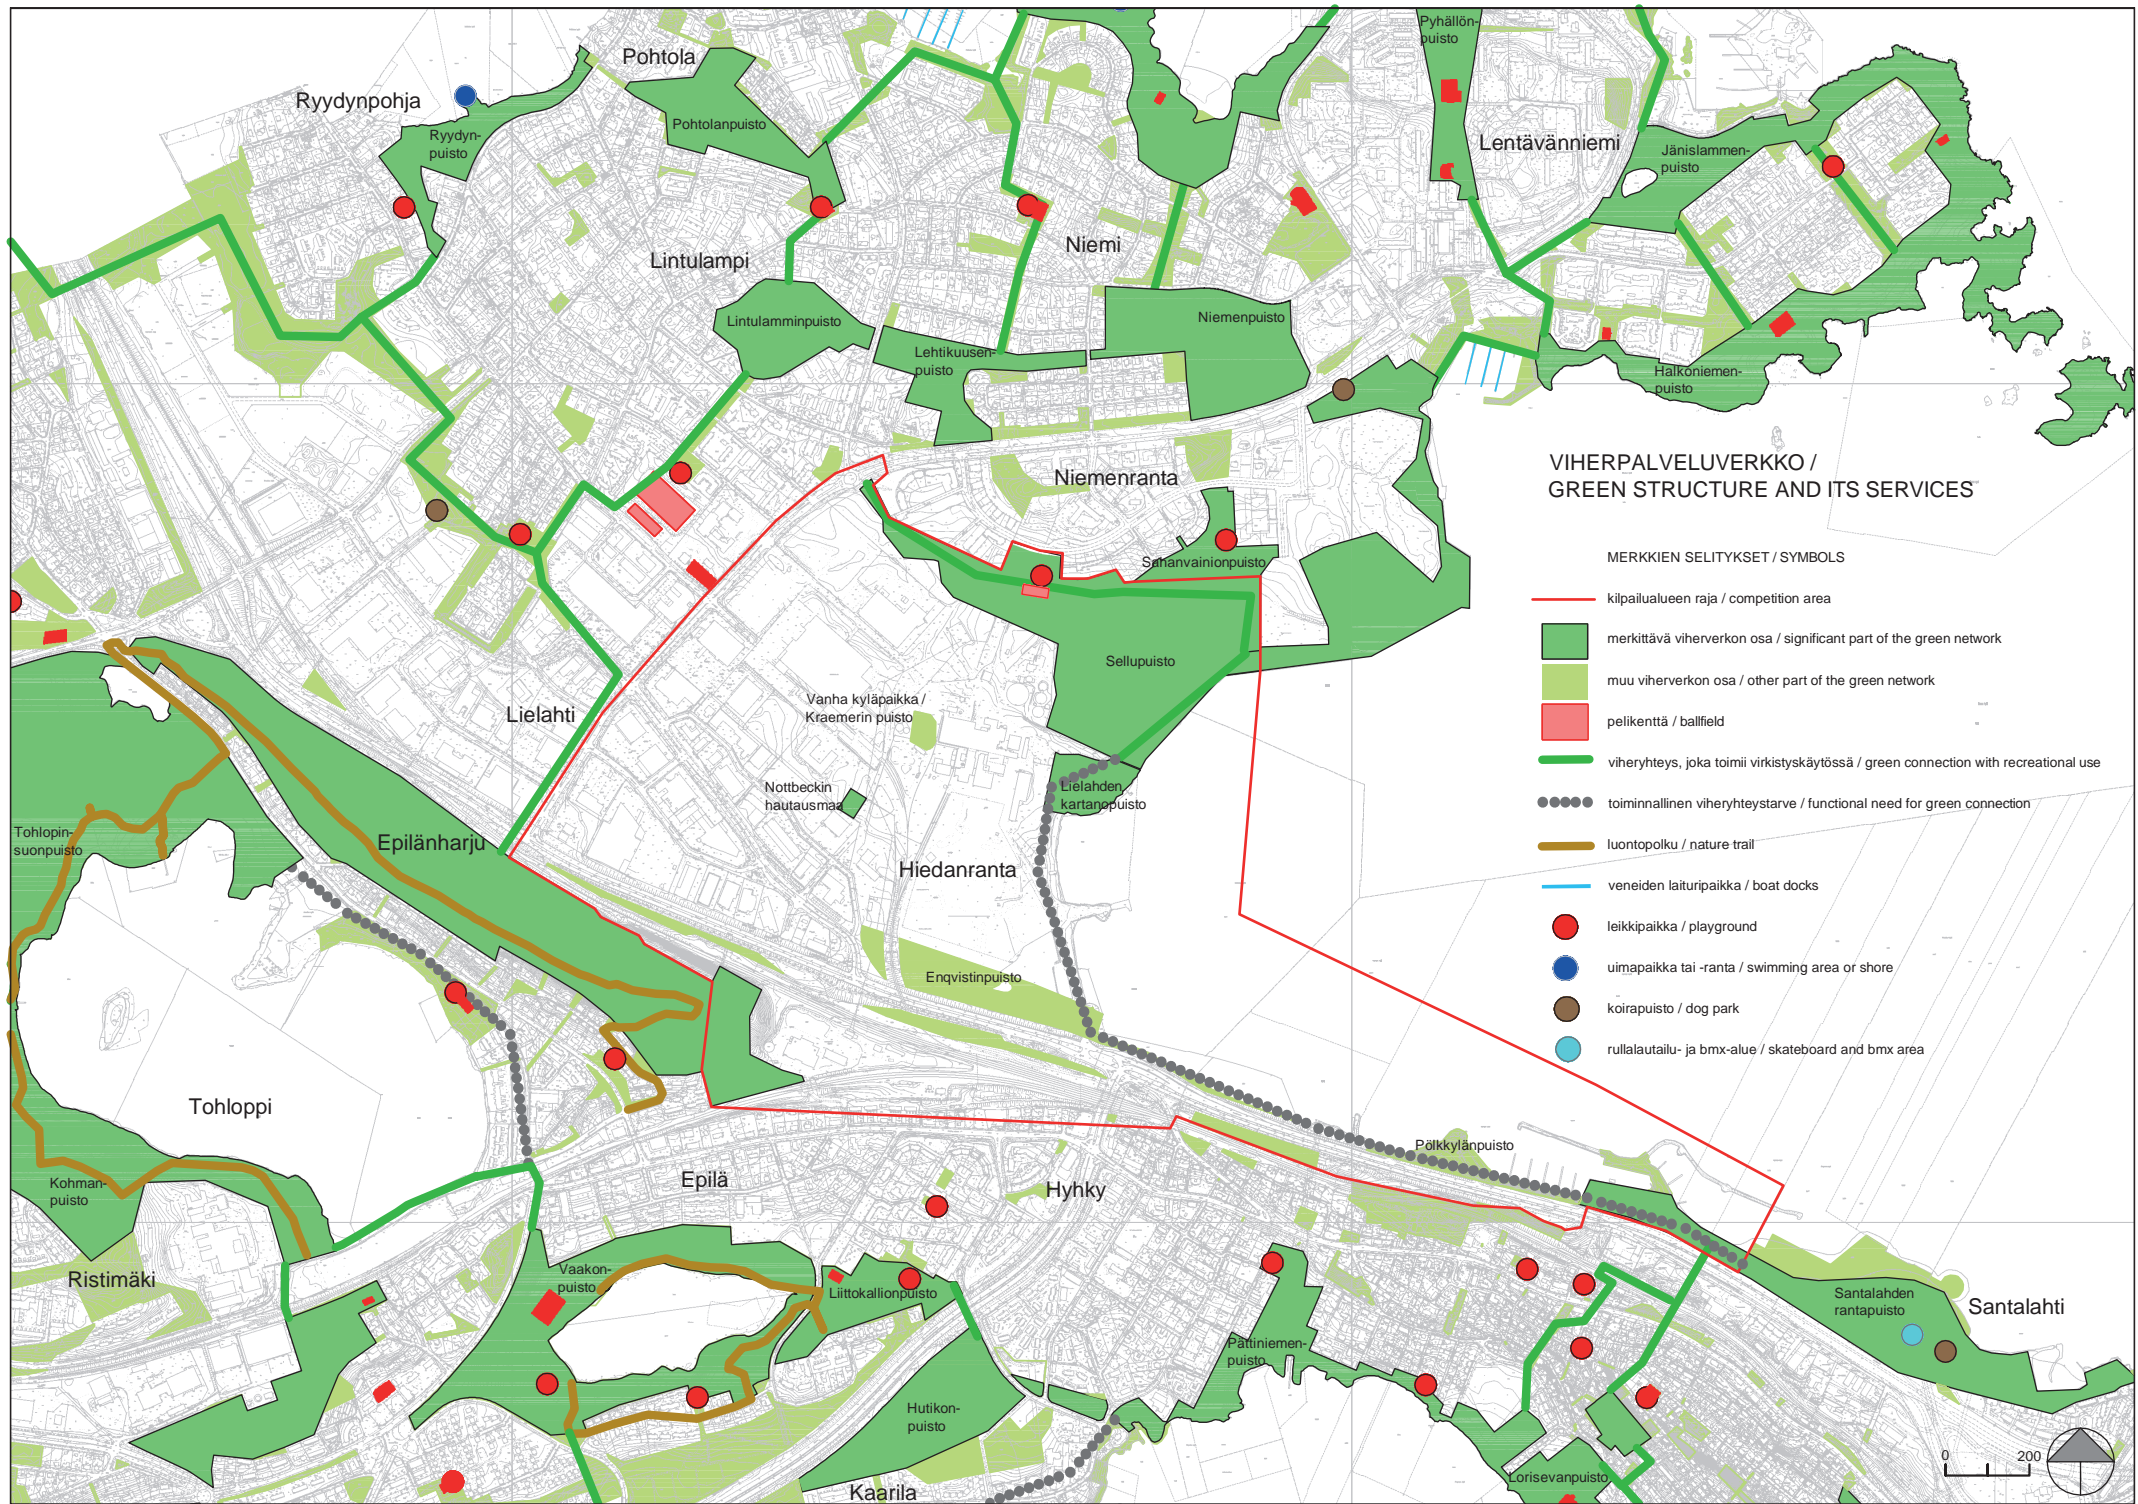 Pyhällön-
puisto
Pohtola
Ryydynpohja
Pohtolanpuisto
Ryydyn-
puisto
Lentävänniemi
Jänislammen-
puisto
Niemi
Lintulampi
Lintulamminpuisto
Niemenpuisto
Lehtikuusen-
puisto
Halkoniemen-
puisto
VIHERPALVELUVERKKO /
GREEN STRUCTURE AND ITS SERVICES
Niemenranta
Sahanvainionpuisto
MERKKIEN SELITYKSET / SYMBOLS
kilpailualueen raja / competition area
merkittävä viherverkon osa / significant part of the green network
muu viherverkon osa / other part of the green network
pelikenttä / ballfield
viheryhteys, joka toimii virkistyskäytössä / green connection with recreational use
toiminnallinen viheryhteystarve / functional need for green connection
luontopolku / nature trail
veneiden laituripaikka / boat docks
leikkipaikka / playground
uimapaikka tai -ranta / swimming area or shore
koirapuisto / dog park
rullalautailu- ja bmx-alue / skateboard and bmx area
Sellupuisto
Vanha kyläpaikka /
Kraemerin puisto
Lielahti
Nottbeckin
hautausmaa
Lielahden
kartanopuisto
Tohlopin-
suonpuisto
Epilänharju
Hiedanranta
Enqvistinpuisto
Tohloppi
Pölkkylänpuisto
Epilä
Hyhky
Kohman-
puisto
Ristimäki
Vaakon-
puisto
Liittokallionpuisto
Santalahden
rantapuisto
Santalahti
Pättiniemen-
puisto
Hutikon-
puisto
Lorisevanpuisto
Kaarila
0 200